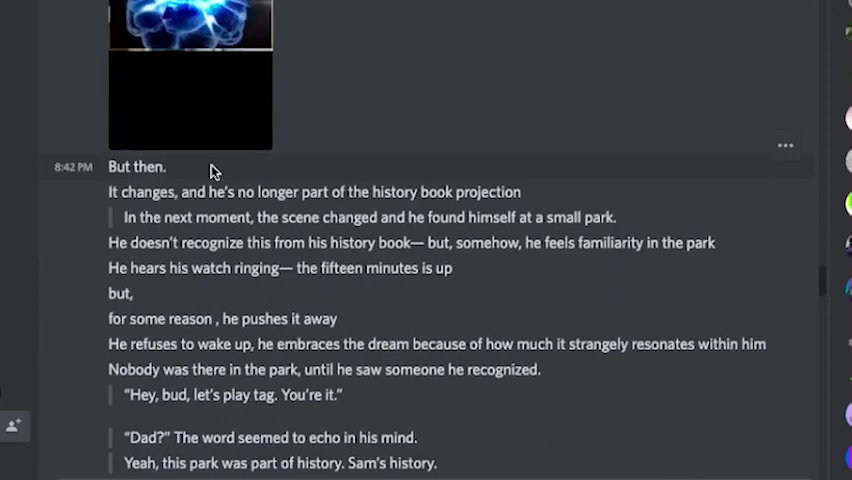 8:42 PM But then.
It changes, and he's no longer part of the history book projection
In the next moment, the scene changed and he found himself at a small park.
He doesn't recognize this from his history book— but, somehow, he feels familiarity in the park
He hears his watch ringing— the fifteen minutes is up
but,
for some reason , he pushes it away
He refuses to wake up, he embraces the dream because of how much it strangely resonates within him
Nobody was there in the park, until he saw someone he recognized.
“Hey, bud, let's play tag. You're it.”
“Dad?” The word seemed to echo in his mind.
Yeah, this park was part of history. Sam's history.